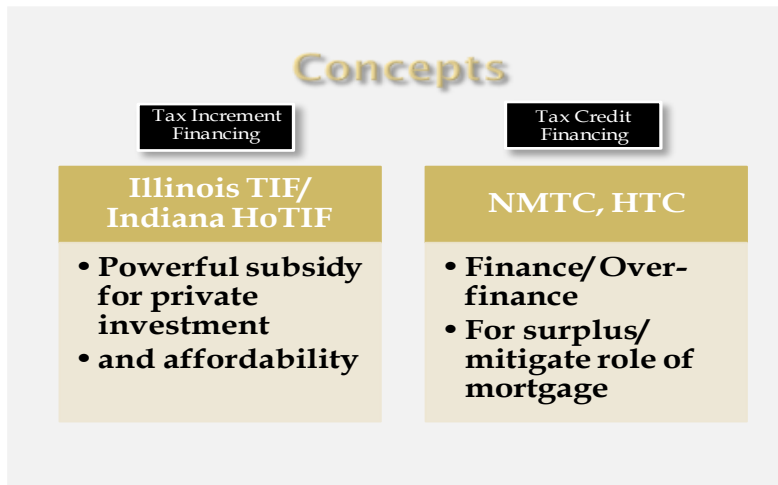 Concepts
Tax Increment
Financing
Illinois TIF/
Indiana HoTIF
• Powerful subsidy
for private
investment
• and affordability
Tax Credit
Financing
NMTC, HTC
• Finance/Over-
finance
• For surplus/
mitigate role of
mortgage